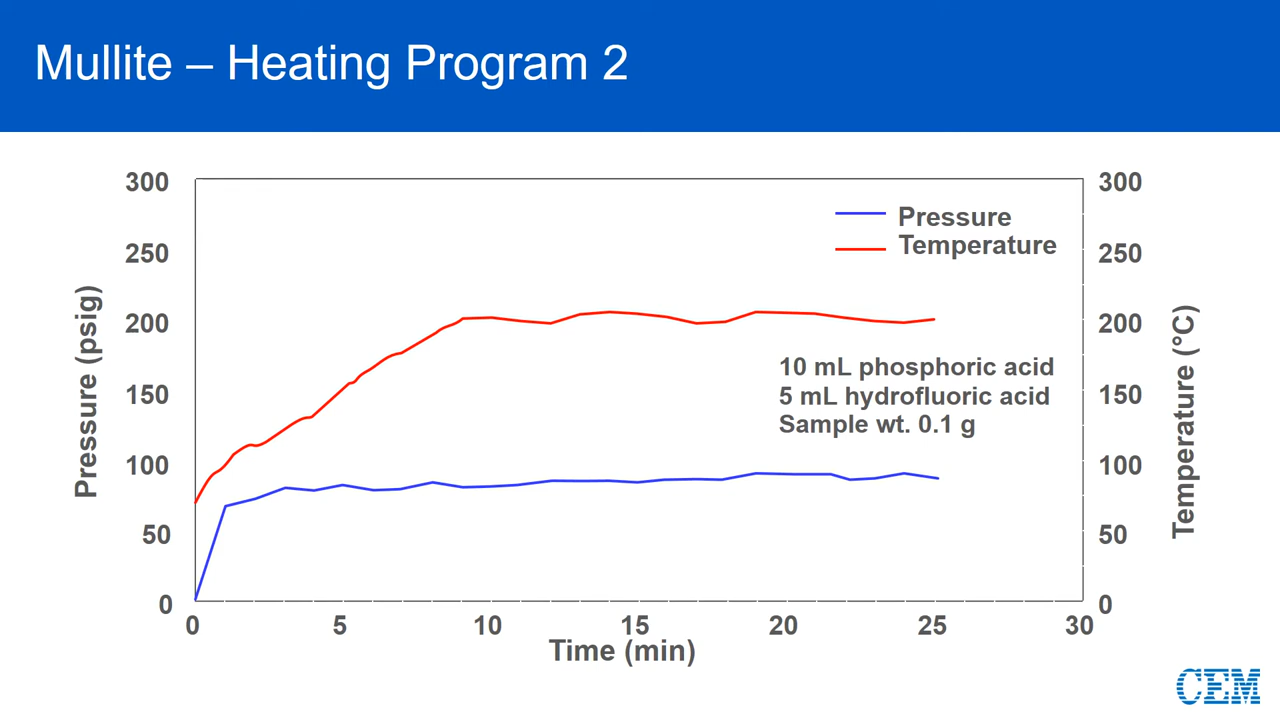 Mullite – Heating Program 2
300
250
200
150
100
50
0
Pressure (psig)
Pressure
Temperature
10 mL phosphoric acid
5 mL hydrofluoric acid
Sample wt. 0.1 g
300
250
200
150
100
50
0
Temperature (°C)
0 5 10 15 20 25 30
Time (min)
CEM